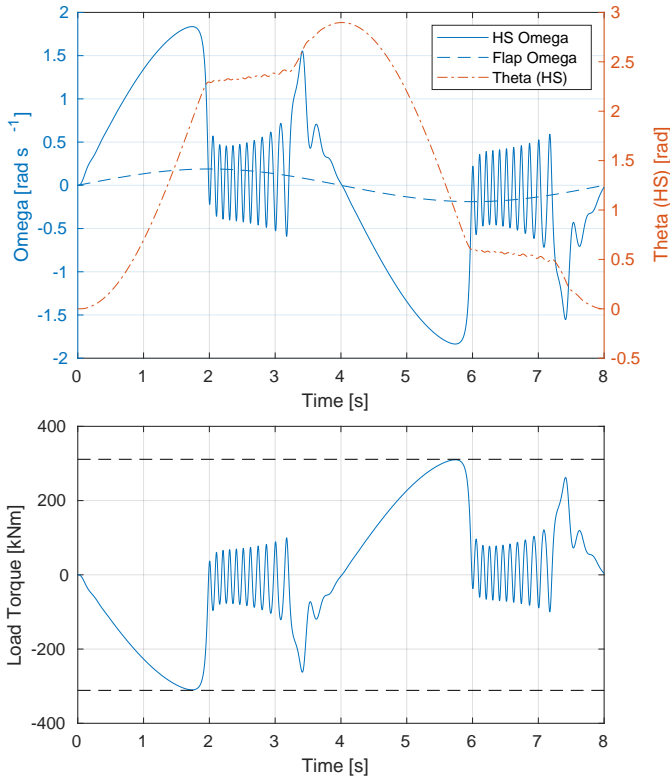 2
1.5
1
0.5
0
-0.5
-1
-1.5
-2
Omega [rad s -1]
3
2.5
2
1.5
1
0.5
0
-0.5
Theta (HS) [rad]
HS Omega
Flap Omega
Theta (HS)
0 1 2 3 4 5 6 7 8
Time [s]
400
200
0
-200
-400
Load Torque [kNm]
0 1 2 3 4 5 6 7 8
Time [s]